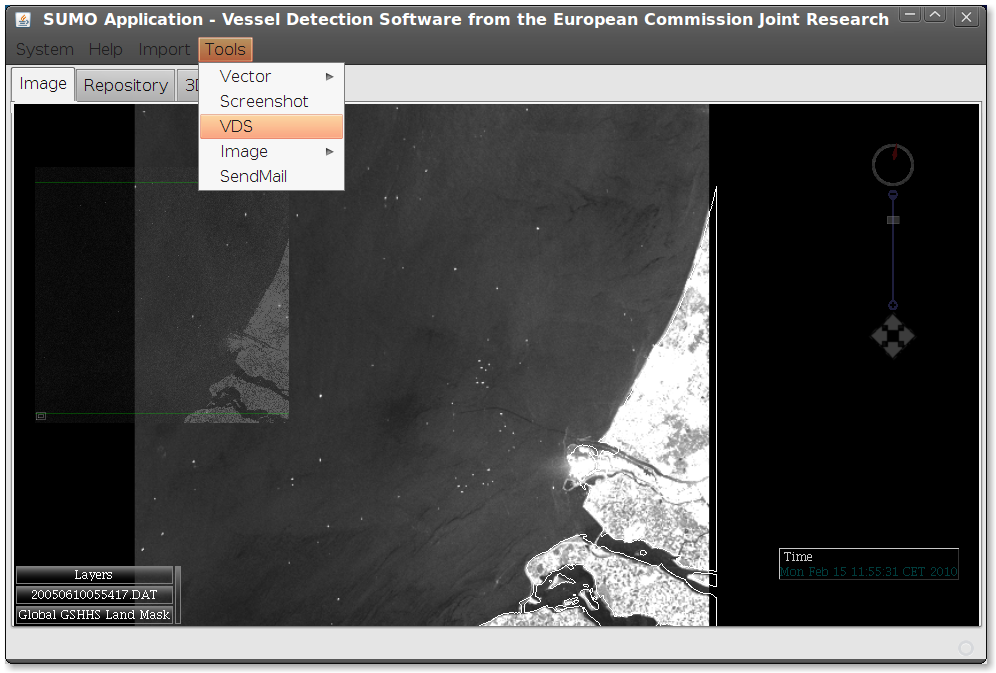 SUMO Application - Vessel Detection Software from the European Commission Joint Research
System Help Import Tools
Image Repository
Vector
Screenshot
VDS
Image
SendMail
Time
Mon Feb 15 11:55:31 CET 2010
Layers
20050610055417.DAT
Global GSHHS Land Mask